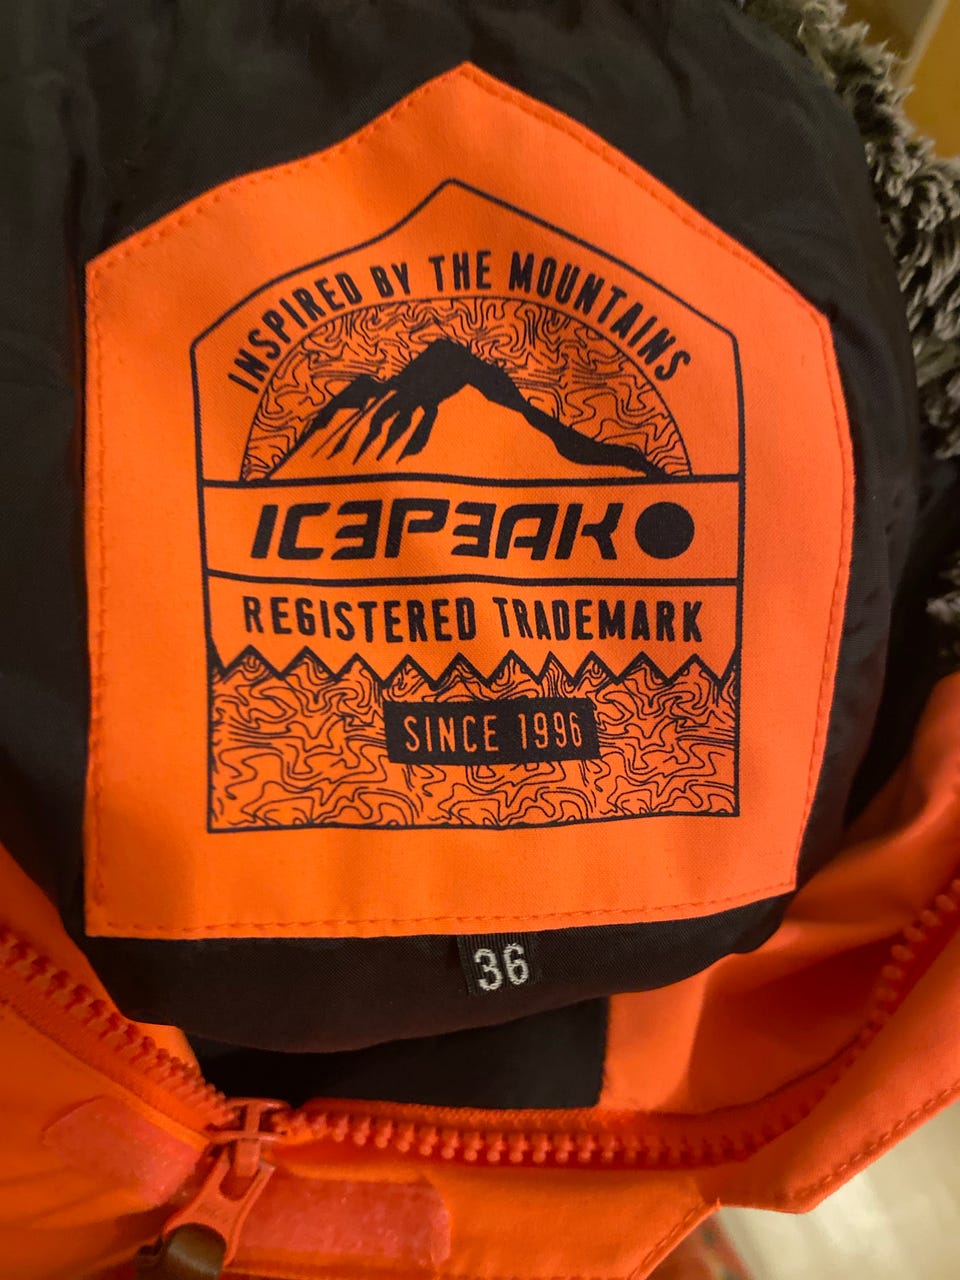 INSPIRED BY THE MOUNTAINS
ICEPEAK
REGISTERED TRADEMARK
SINCE 1996
36